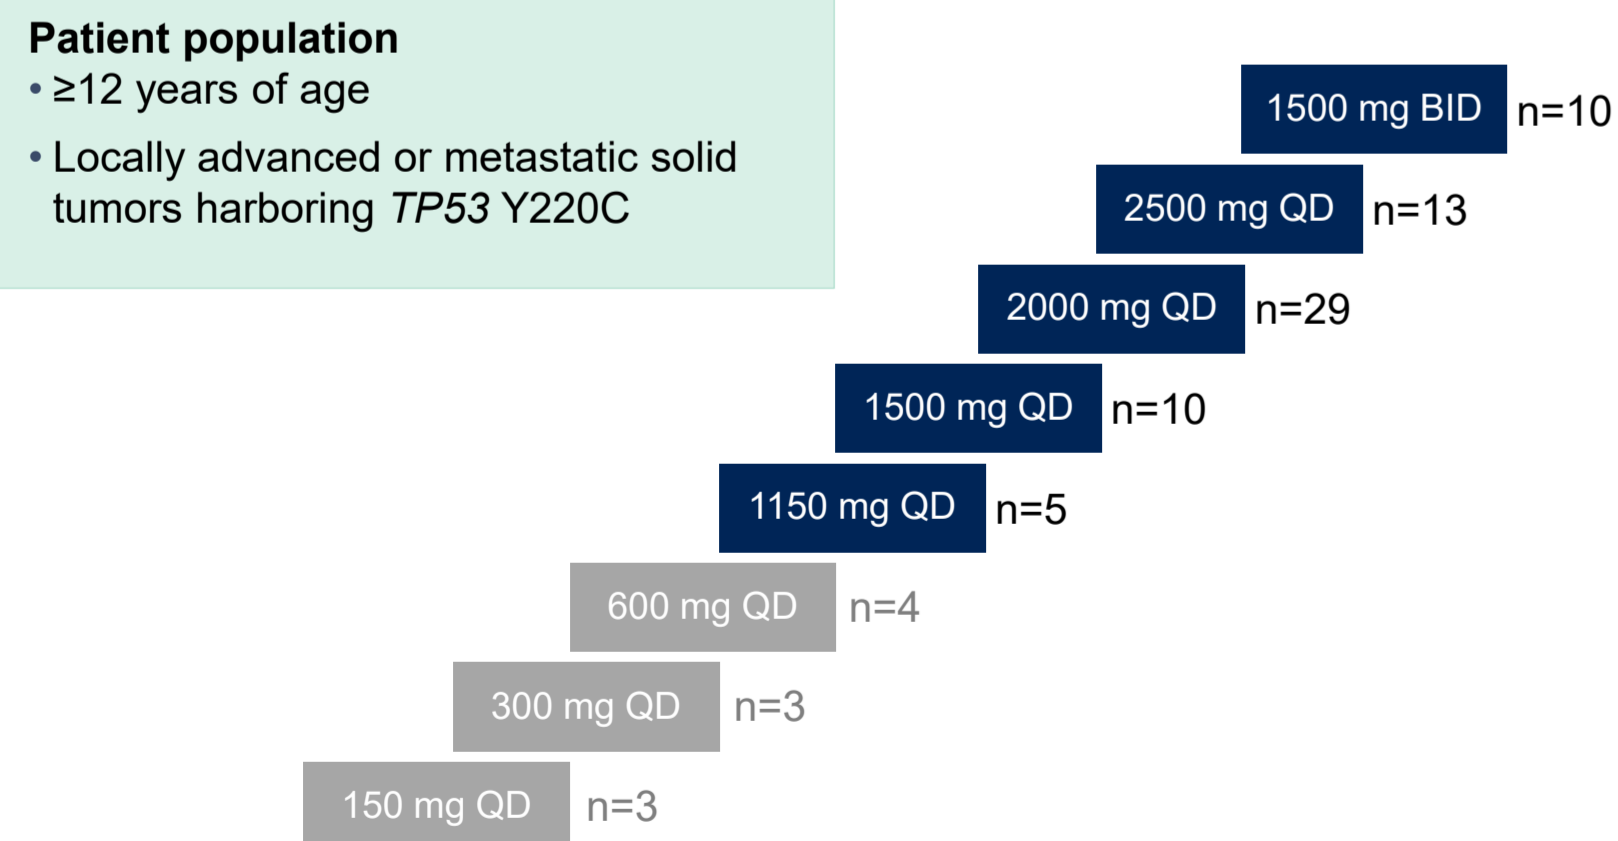 Patient population
• ≥12 years of age
• Locally advanced or metastatic solid
tumors harboring TP53 Y220C
1500 mg BID n=10
2500 mg QD n=13
2000 mg QD n=29
1500 mg QD n=10
1150 mg QD n=5
600 mg QD n=4
300 mg QD n=3
150 mg QD n=3